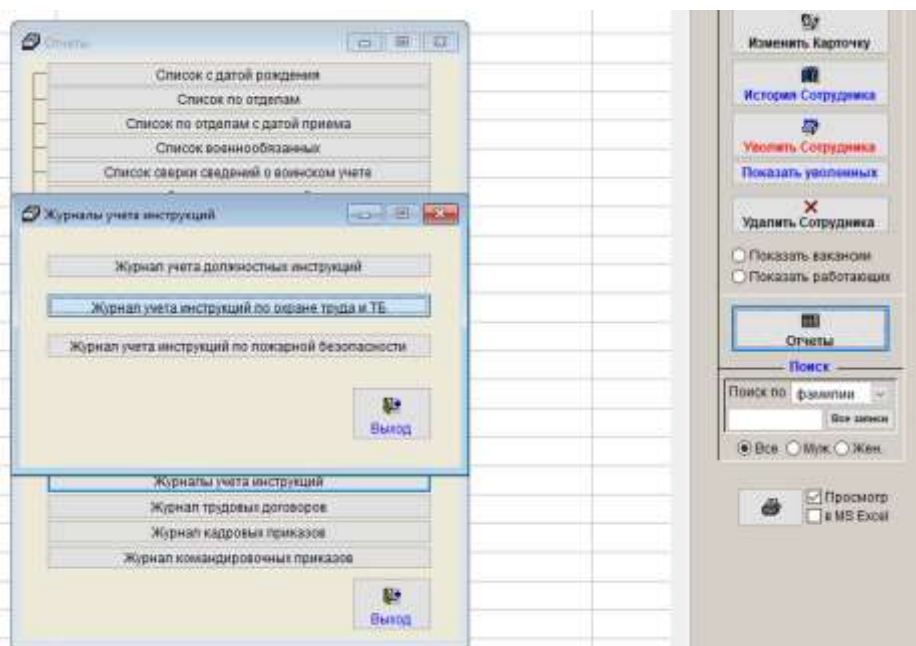 Отчеты
Список с датой рождения
Список по отделам
Список по отделам с датой приема
Список военнообязанных
Список сверки сведений о воинском учете
Журналы учета инструкций
Журнал учета должностных инструкций
Журнал учета инструкций по охране труда и ТБ
Журнал учета инструкций по пожарной безопасности
Выход
Журналы учета инструкций
Журнал трудовых договоров
Журнал кадровых приказов
Журнал командировочных приказов
Выход
Изменить Карточку
История Сотрудника
Уволить Сотрудника
Показать уволенных
Удалить Сотрудника
Показать вакансии
Показать работающих
Отчеты
Поиск
Поиск по фамилии
Все записи
Все Муж. Жен.
Просмотр
в MS Excel